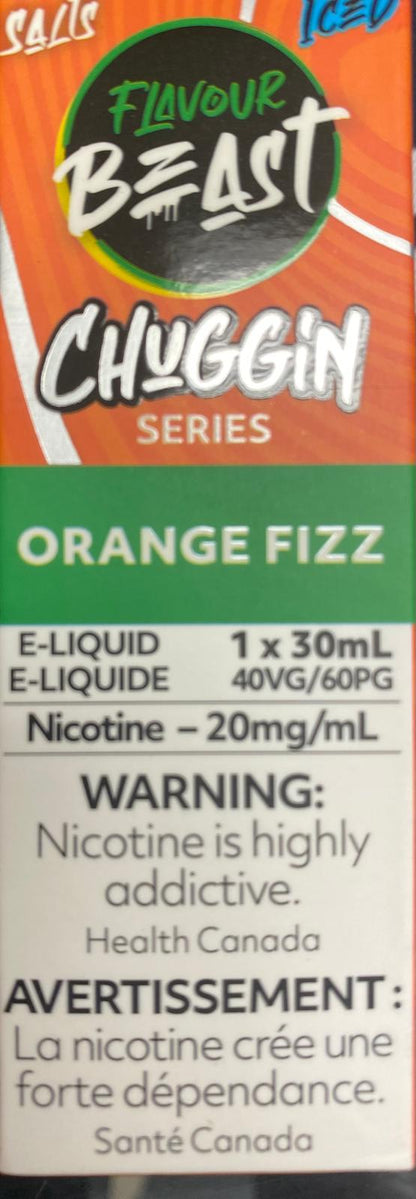 SALTS
ICED
FLAVOUR
BEAST
CHUGGIN
SERIES
ORANGE FIZZ
E-LIQUID 1 x 30mL
E-LIQUIDE 40VG/60PG
Nicotine – 20mg/mL
WARNING:
Nicotine is highly
addictive.
Health Canada
AVERTISSEMENT :
La nicotine crée une
forte dépendance.
Santé Canada